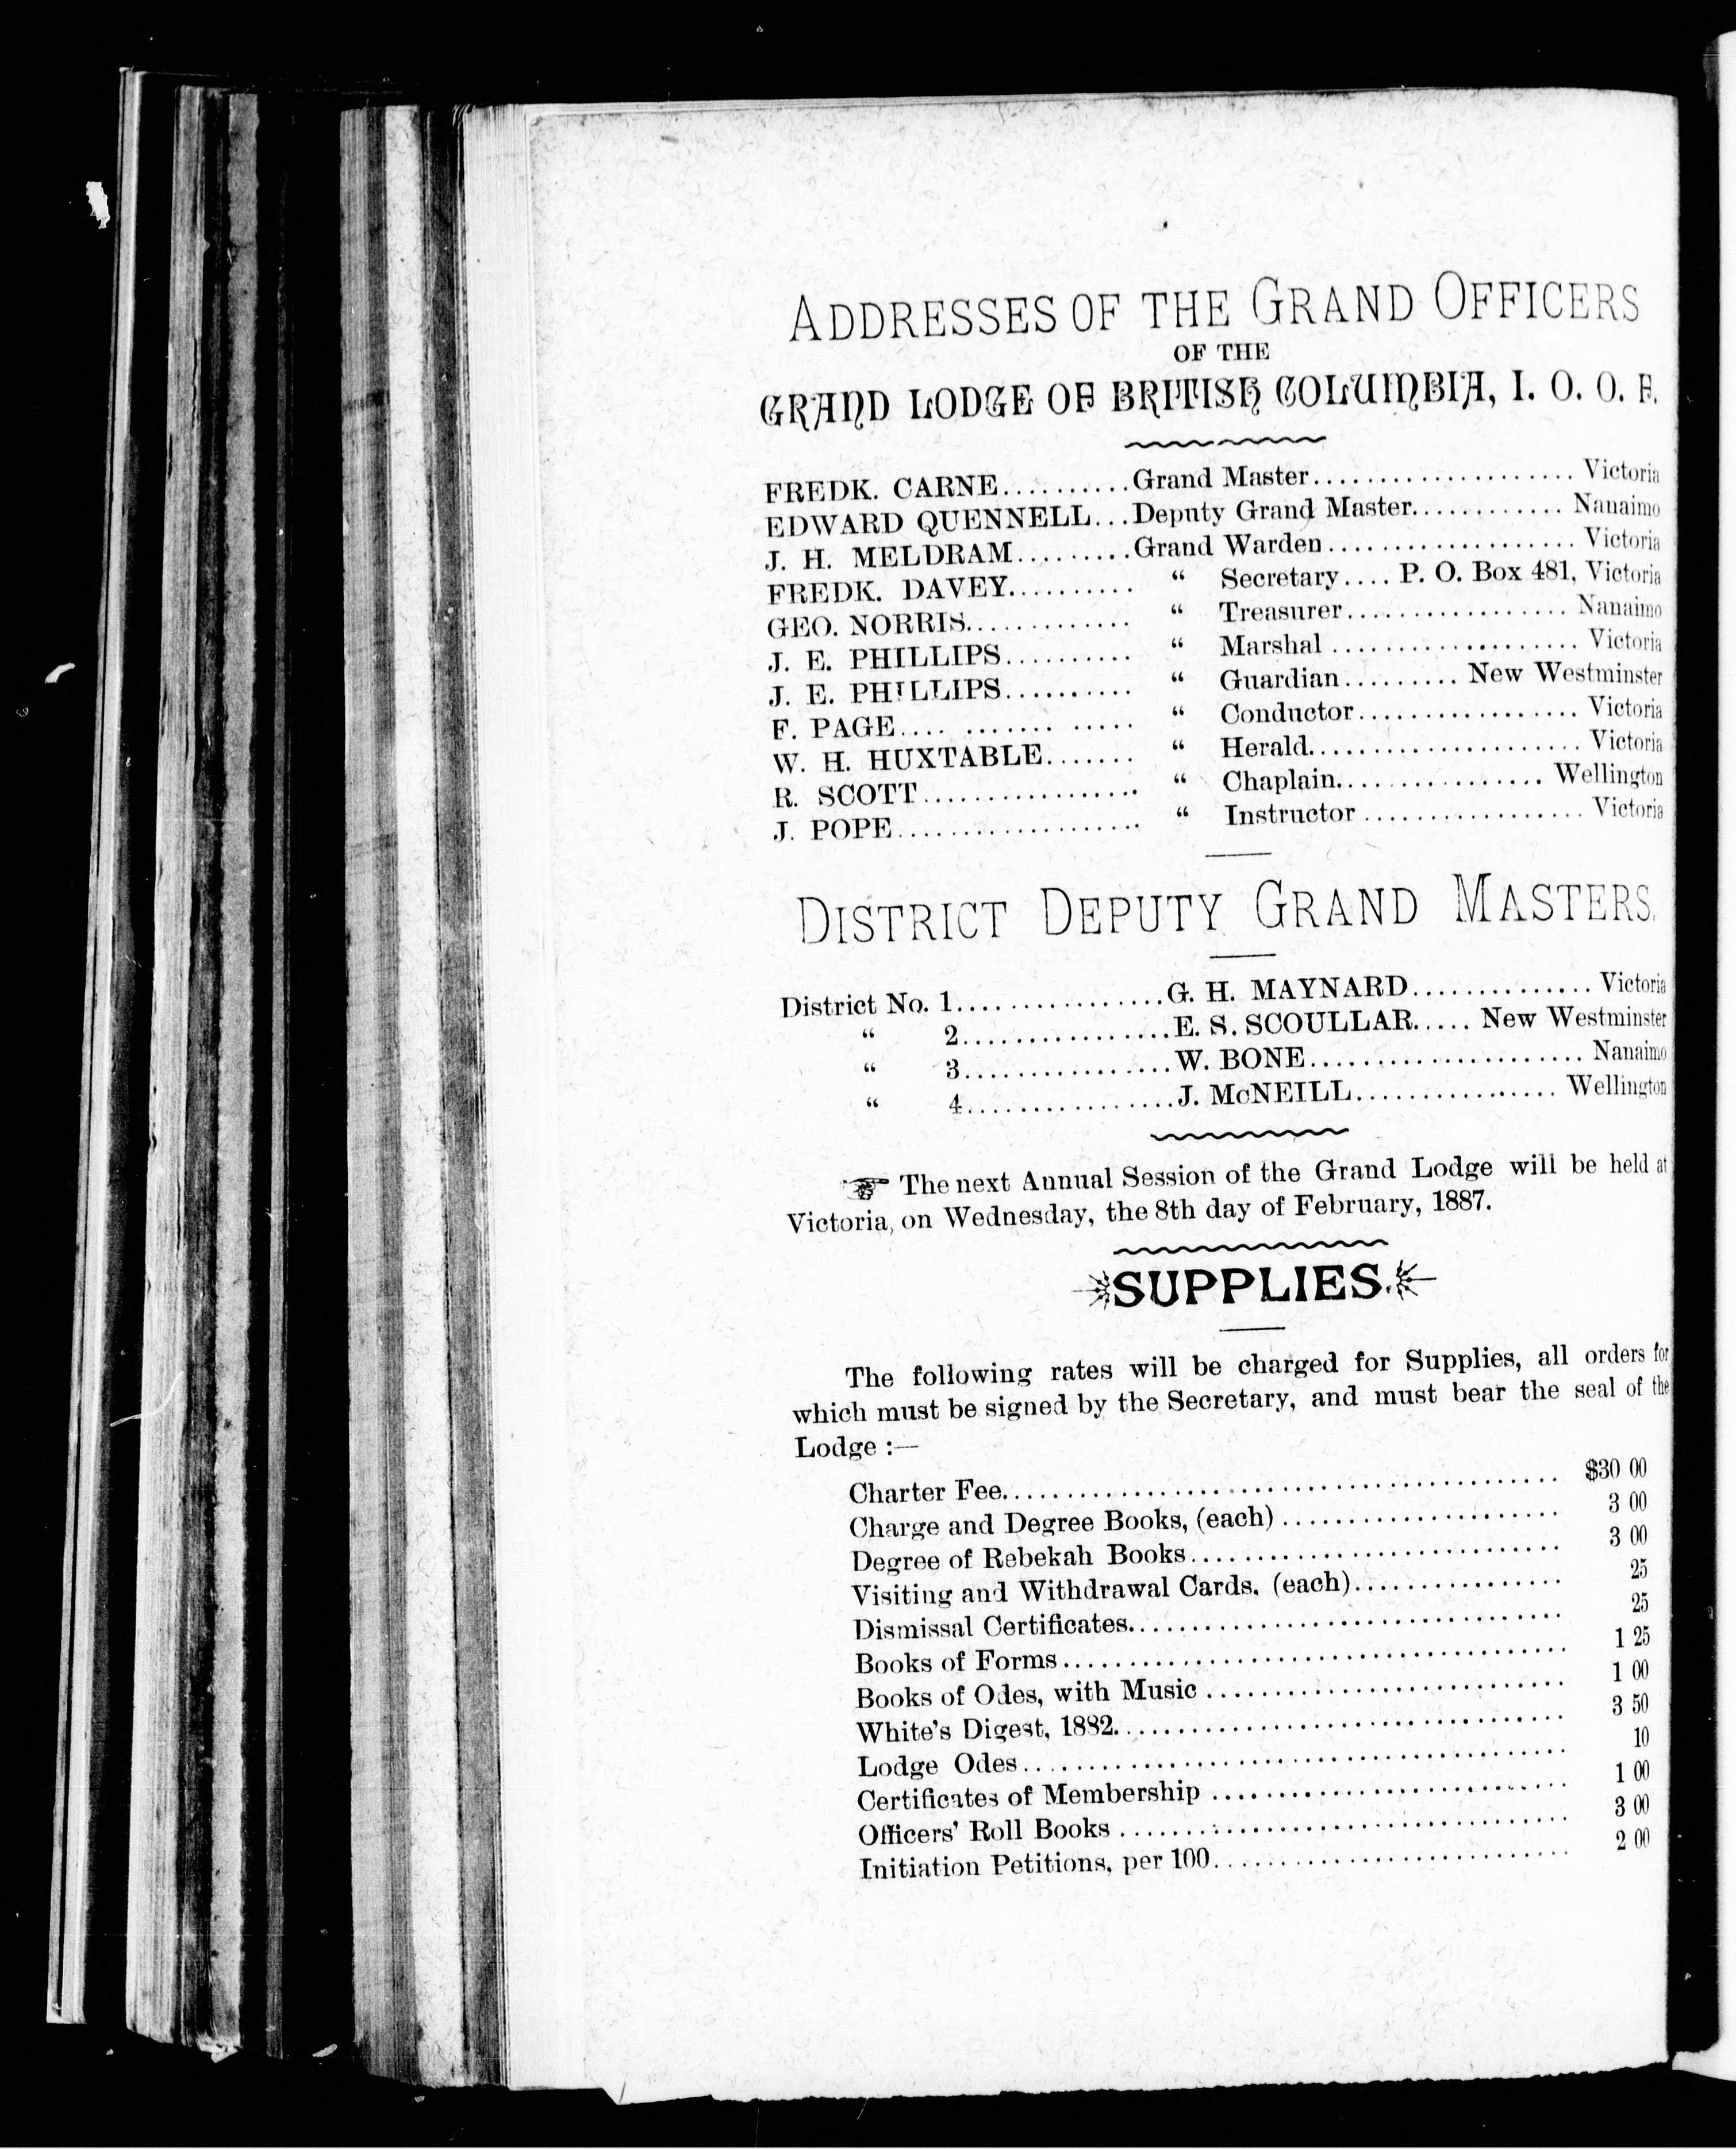 ADDRESSES OF THE GRAND OFFICERS
OF THE
GRAND LODGE OF BRITISH COLUMBIA, I. O. O. F.
FREDK. CARNE..........Grand Master..................... Victoria
EDWARD QUENNELL...Deputy Grand Master............ Nanaimo
J. H. MELDRAM.........Grand Warden................... Victoria
FREDK. DAVEY.......... “ Secretary.... P. O. Box 481, Victoria
GEO. NORRIS............. “ Treasurer................. Nanaimo
J. E. PHILLIPS.......... “ Marshal ................... Victoria
J. E. PHILLIPS.......... “ Guardian......... New Westminster
F. PAGE.... ....... ..... “ Conductor................. Victoria
W. H. HUXTABLE....... “ Herald..................... Victoria
R. SCOTT................. “ Chaplain................ Wellington
J. POPE................... “ Instructor ................. Victoria
DISTRICT DEPUTY GRAND MASTERS.
District No. 1................G. H. MAYNARD.............. Victoria
“ 2................E. S. SCOULLAR..... New Westminster
“ 3................W. BONE..................... Nanaimo
“ 4................J. McNEILL................ Wellington
☞ The next Annual Session of the Grand Lodge will be held at
Victoria, on Wednesday, the 8th day of February, 1887.
SUPPLIES.
The following rates will be charged for Supplies, all orders for
which must be signed by the Secretary, and must bear the seal of the
Lodge :—
Charter Fee.......................................... $30 00
Charge and Degree Books, (each) ..................... 3 00
Degree of Rebekah Books............................ 3 00
Visiting and Withdrawal Cards, (each)................ 25
Dismissal Certificates................................. 25
Books of Forms...................................... 1 25
Books of Odes, with Music ........................... 1 00
White's Digest, 1882.................................. 3 50
Lodge Odes......................................... 10
Certificates of Membership ........................... 1 00
Officers' Roll Books .................................. 3 00
Initiation Petitions, per 100........................... 2 00